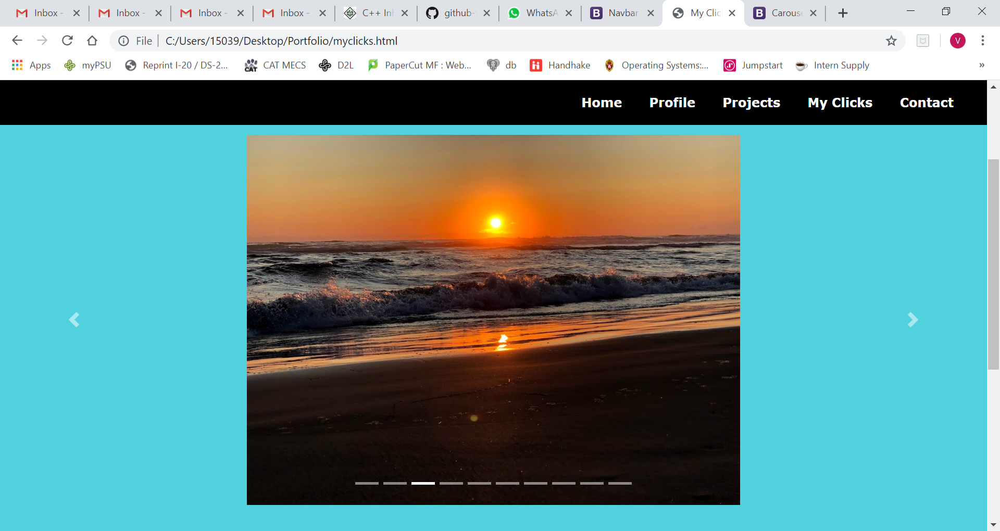 Inbox - Inbox - Inbox - Inbox - C++ Inh github- WhatsA Navbar My Clic Carouse
File C:/Users/15039/Desktop/Portfolio/myclicks.html V
Apps myPSU Reprint I-20 / DS-2... CAT MECS D2L PaperCut MF : Web... db Handhake Operating Systems:... Jumpstart Intern Supply »
Home Profile Projects My Clicks Contact